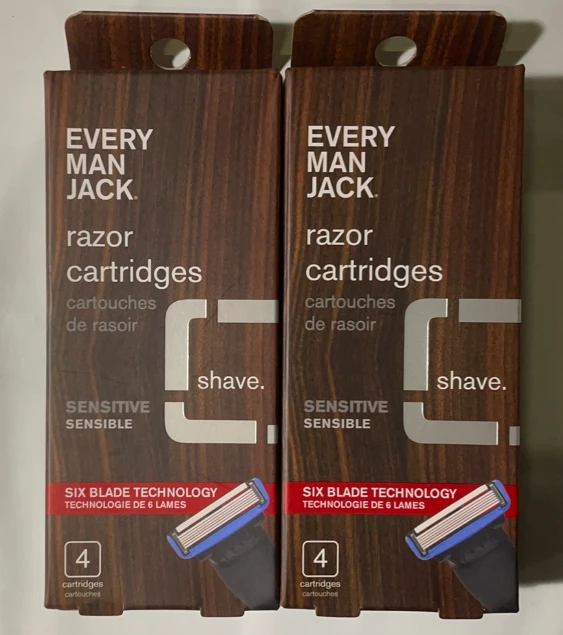 EVERY
MAN
JACK.
razor
cartridges
cartouches
de rasoir
shave.
SENSITIVE
SENSIBLE
SIX BLADE TECHNOLOGY
TECHNOLOGIE DE 6 LAMES
4
cartridges
cartouches
EVERY
MAN
JACK.
razor
cartridges
cartouches
de rasoir
shave.
SENSITIVE
SENSIBLE
SIX BLADE TECHNOLOGY
TECHNOLOGIE DE 6 LAMES
4
cartridges
cartouches